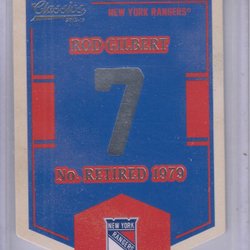 Classics
NEW YORK RANGERS®
ROD GILBERT
7
No. RETIRED 1979
NEW YORK
RANGERS